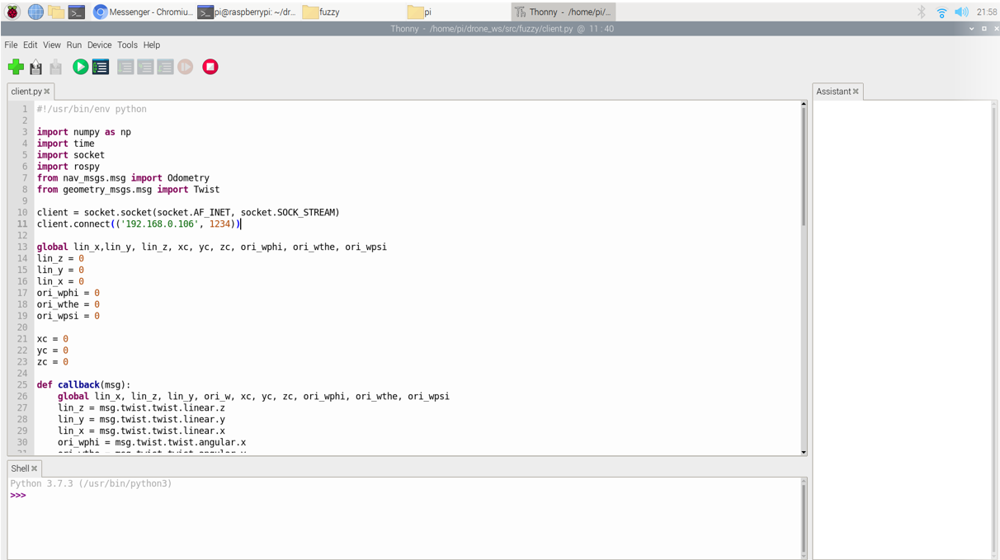 Messenger - Chromiu... pi@raspberrypi: ~/dr... fuzzy pi Thonny - /home/pi/... 21:58
Thonny - /home/pi/drone_ws/src/fuzzy/client.py @ 11 : 40
File Edit View Run Device Tools Help
client.py
Assistant
1 #!/usr/bin/env python
2
3 import numpy as np
4 import time
5 import socket
6 import rospy
7 from nav_msgs.msg import Odometry
8 from geometry_msgs.msg import Twist
9
10 client = socket.socket(socket.AF_INET, socket.SOCK_STREAM)
11 client.connect(('192.168.0.106', 1234))
12
13 global lin_x,lin_y, lin_z, xc, yc, zc, ori_wphi, ori_wthe, ori_wpsi
14 lin_z = 0
15 lin_y = 0
16 lin_x = 0
17 ori_wphi = 0
18 ori_wthe = 0
19 ori_wpsi = 0
20
21 xc = 0
22 yc = 0
23 zc = 0
24
25 def callback(msg):
26     global lin_x, lin_z, lin_y, ori_w, xc, yc, zc, ori_wphi, ori_wthe, ori_wpsi
27     lin_z = msg.twist.twist.linear.z
28     lin_y = msg.twist.twist.linear.y
29     lin_x = msg.twist.twist.linear.x
30     ori_wphi = msg.twist.twist.angular.x
Shell
Python 3.7.3 (/usr/bin/python3)
>>>